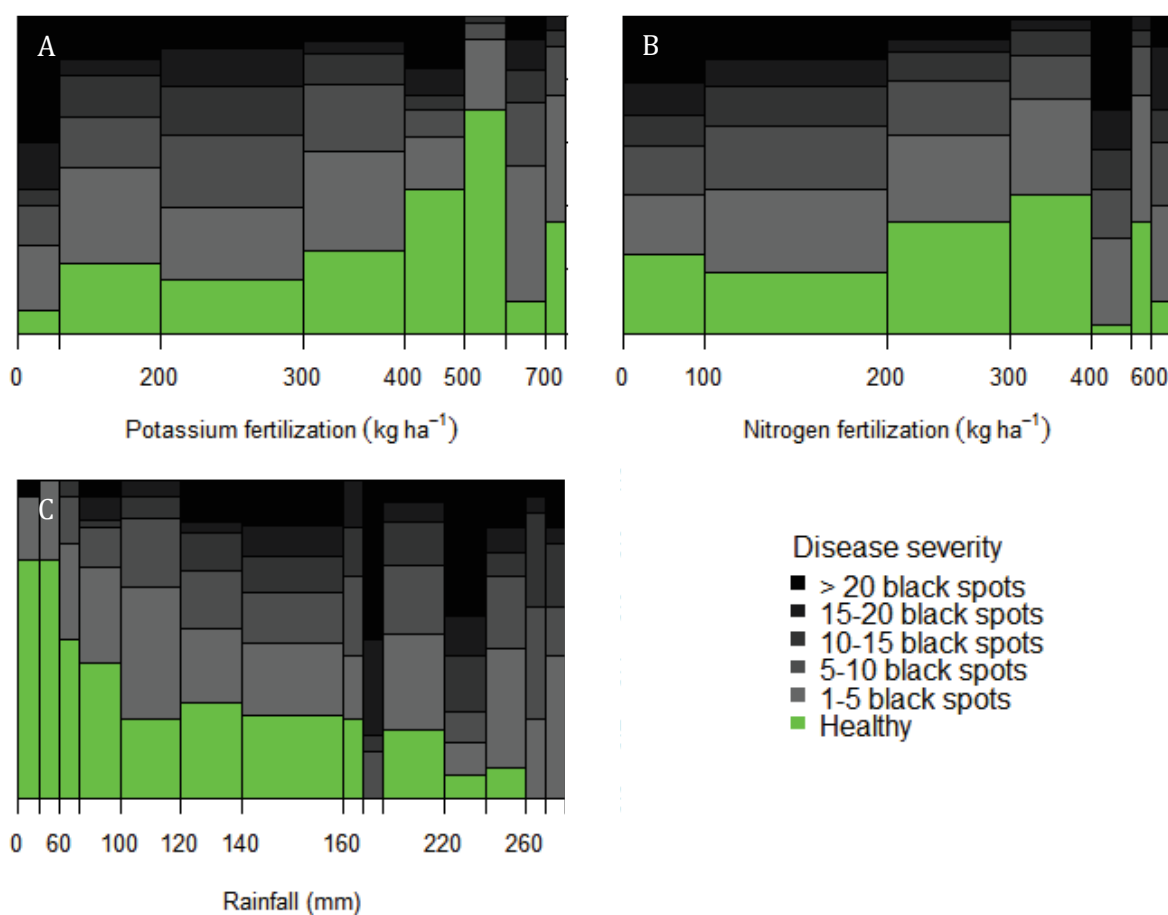 A
B
0 200 300 400 500 700
0 100 200 300 400 600
Potassium fertilization (kg ha⁻¹)
Nitrogen fertilization (kg ha⁻¹)
C
0 60 100 120 140 160 220 260
Rainfall (mm)
Disease severity
> 20 black spots
15-20 black spots
10-15 black spots
5-10 black spots
1-5 black spots
Healthy